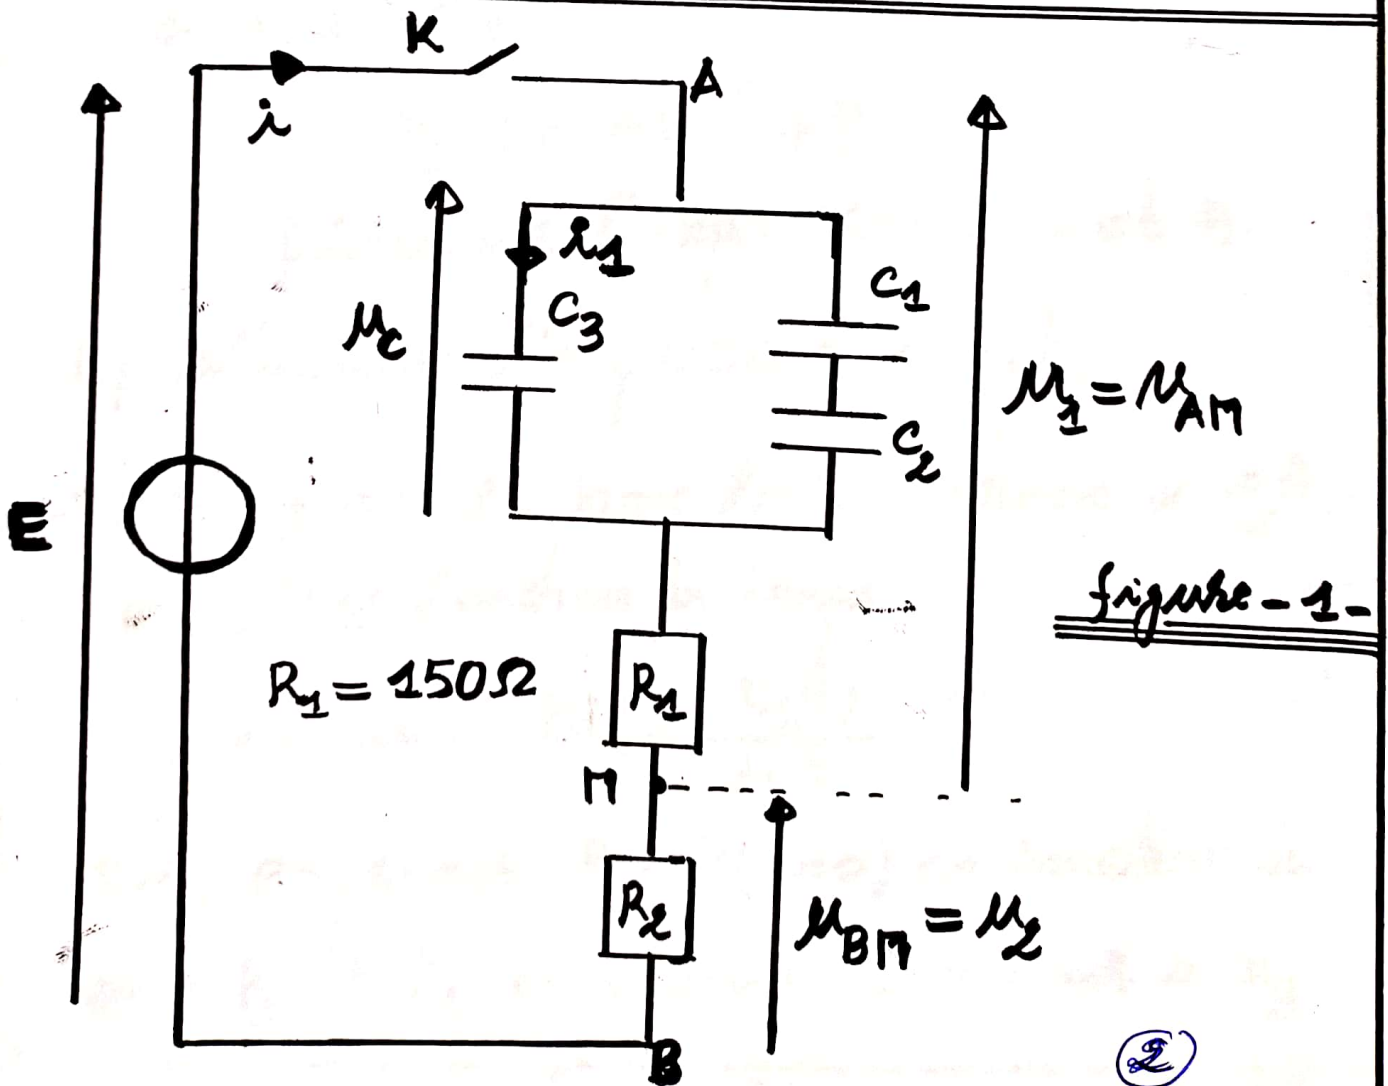 K
A
i
i1
C3
C1
uc
u1 = uAM
C2
E
figure - 1 -
R1 = 150Ω
R1
M
R2
uBM = u2
B
2